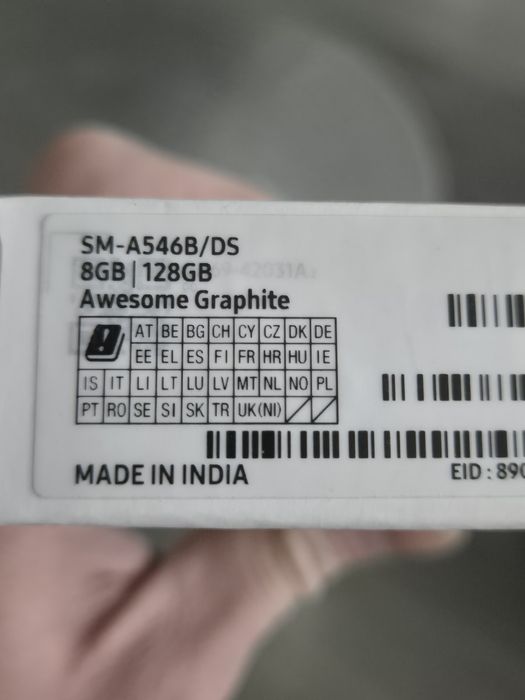 SM-A546B/DS
8GB | 128GB
Awesome Graphite
AT BE BG CH CY CZ DK DE
EE EL ES FI FR HR HU IE
IS IT LI LT LU LV MT NL NO PL
PT RO SE SI SK TR UK(NI)
MADE IN INDIA
EID : 890